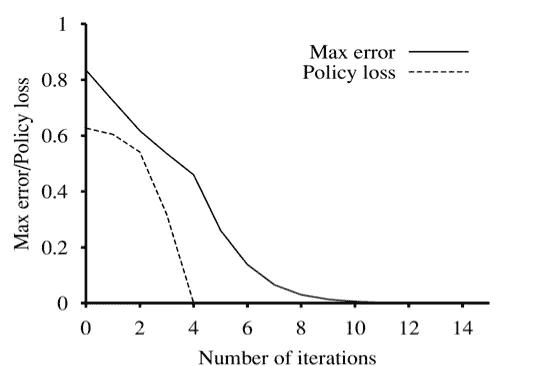 1
Max error
Policy loss
0.8
0.6
0.4
0.2
0
Max error/Policy loss
0 2 4 6 8 10 12 14
Number of iterations